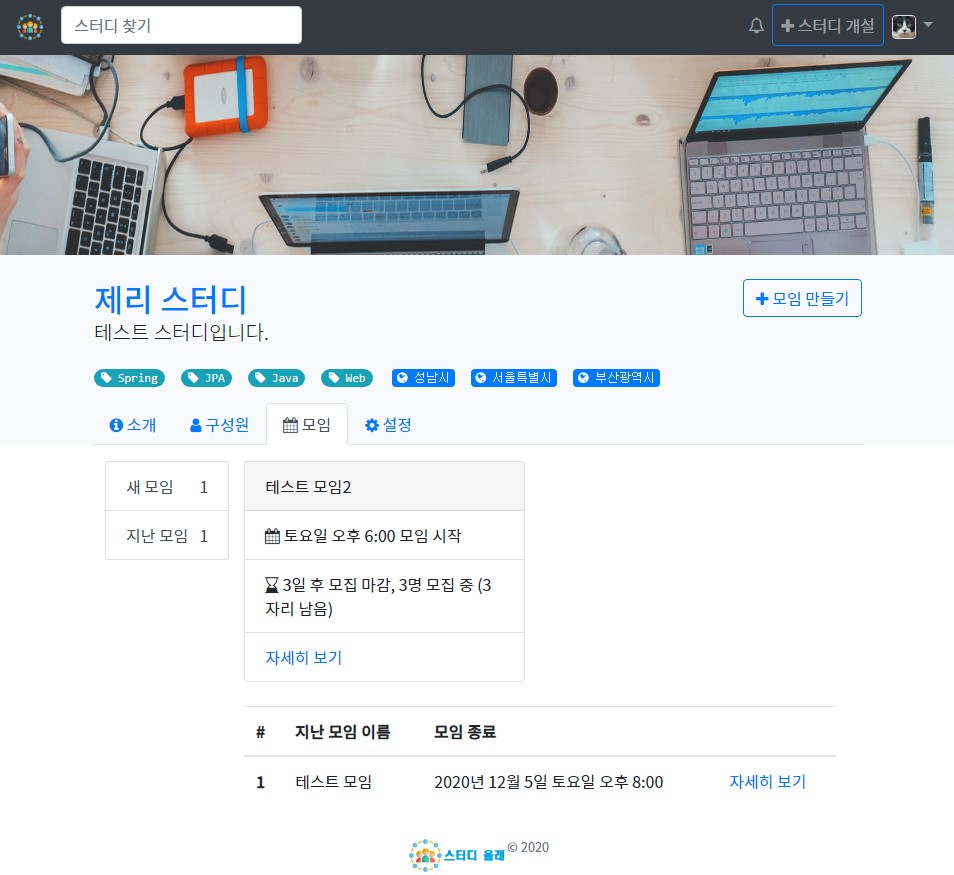 스터디 찾기
스터디 개설
제리 스터디
모임 만들기
테스트 스터디입니다.
Spring JPA Java Web 성남시 서울특별시 부산광역시
소개 구성원 모임 설정
새 모임 1
지난 모임 1
테스트 모임2
토요일 오후 6:00 모임 시작
3일 후 모집 마감, 3명 모집 중 (3
자리 남음)
자세히 보기
# 지난 모임 이름 모임 종료
1 테스트 모임 2020년 12월 5일 토요일 오후 8:00 자세히 보기
스터디 올래 © 2020